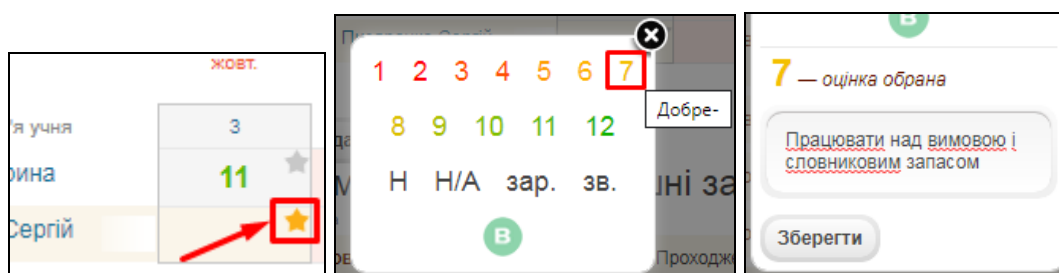 жовт.
'я учня
3
рина
11
Сергій
1 2 3 4 5 6 7
Добре-
8 9 10 11 12
Н Н/А зар. зв.
В
Проходже
В
7 — оцінка обрана
Працювати над вимовою і
словниковим запасом
Зберегти